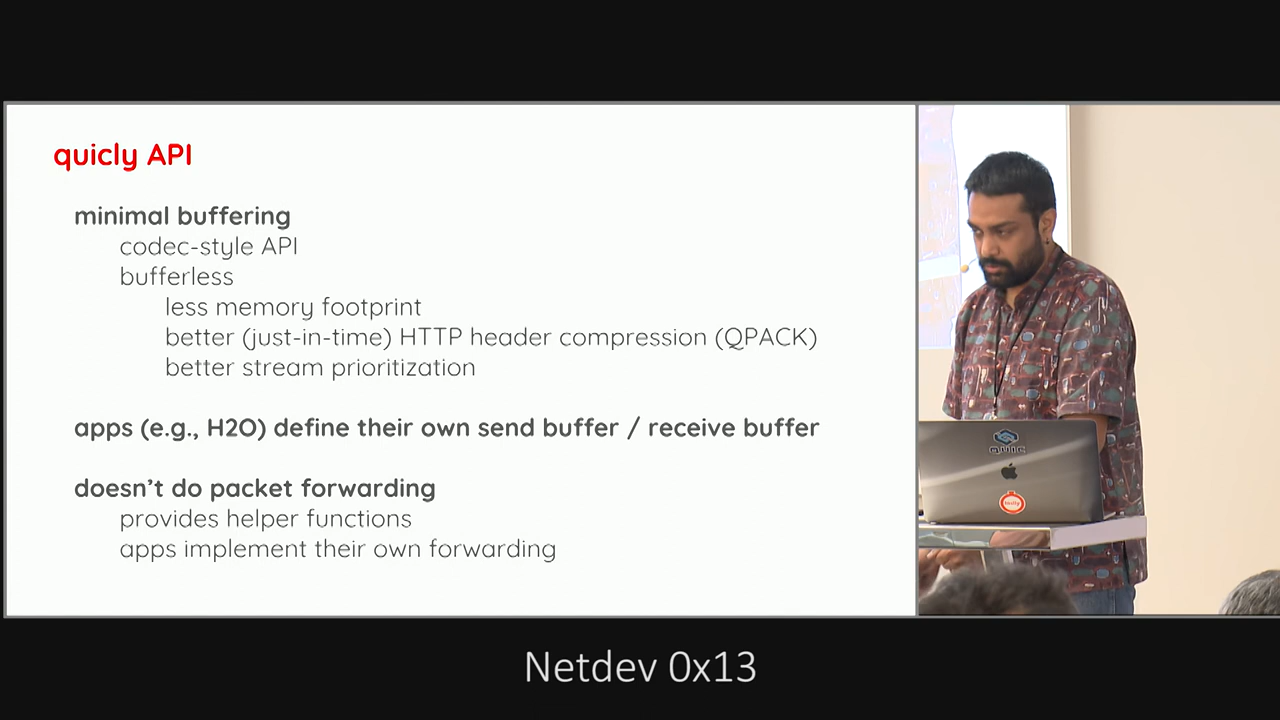 quicly API
minimal buffering
codec-style API
bufferless
less memory footprint
better (just-in-time) HTTP header compression (QPACK)
better stream prioritization
apps (e.g., H2O) define their own send buffer / receive buffer
doesn't do packet forwarding
provides helper functions
apps implement their own forwarding
QUIC
fastly
Netdev 0x13